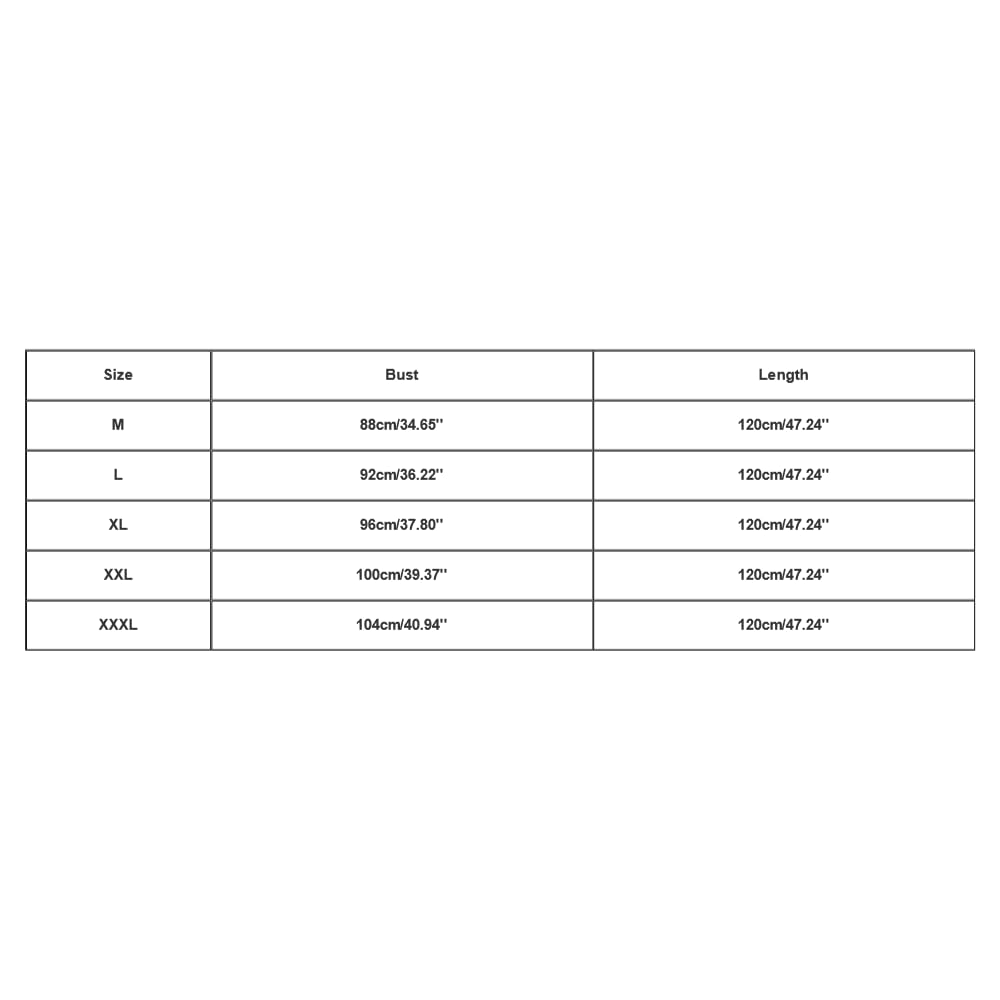 Size Bust Length
M 88cm/34.65'' 120cm/47.24''
L 92cm/36.22'' 120cm/47.24''
XL 96cm/37.80'' 120cm/47.24''
XXL 100cm/39.37'' 120cm/47.24''
XXXL 104cm/40.94'' 120cm/47.24''